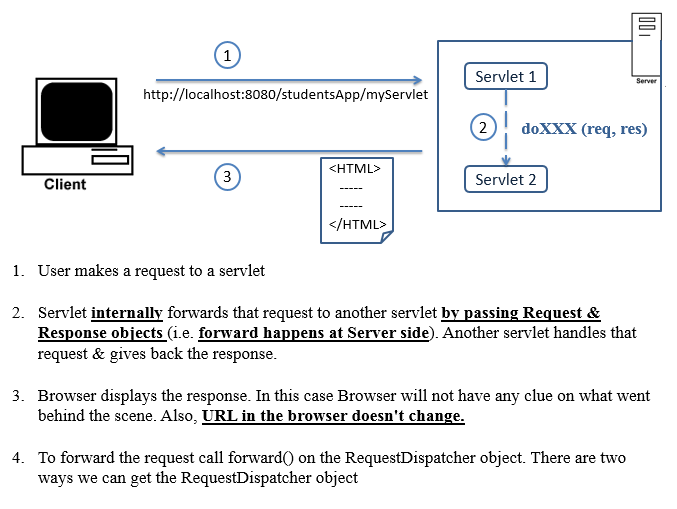 1
http://localhost:8080/studentsApp/myServlet
Servlet 1
Server
2
doXXX (req, res)
Servlet 2
Client
3
<HTML>
-----
-----
</HTML>
1. User makes a request to a servlet
2. Servlet internally forwards that request to another servlet by passing Request &
Response objects (i.e. forward happens at Server side). Another servlet handles that
request & gives back the response.
3. Browser displays the response. In this case Browser will not have any clue on what went
behind the scene. Also, URL in the browser doesn't change.
4. To forward the request call forward() on the RequestDispatcher object. There are two
ways we can get the RequestDispatcher object